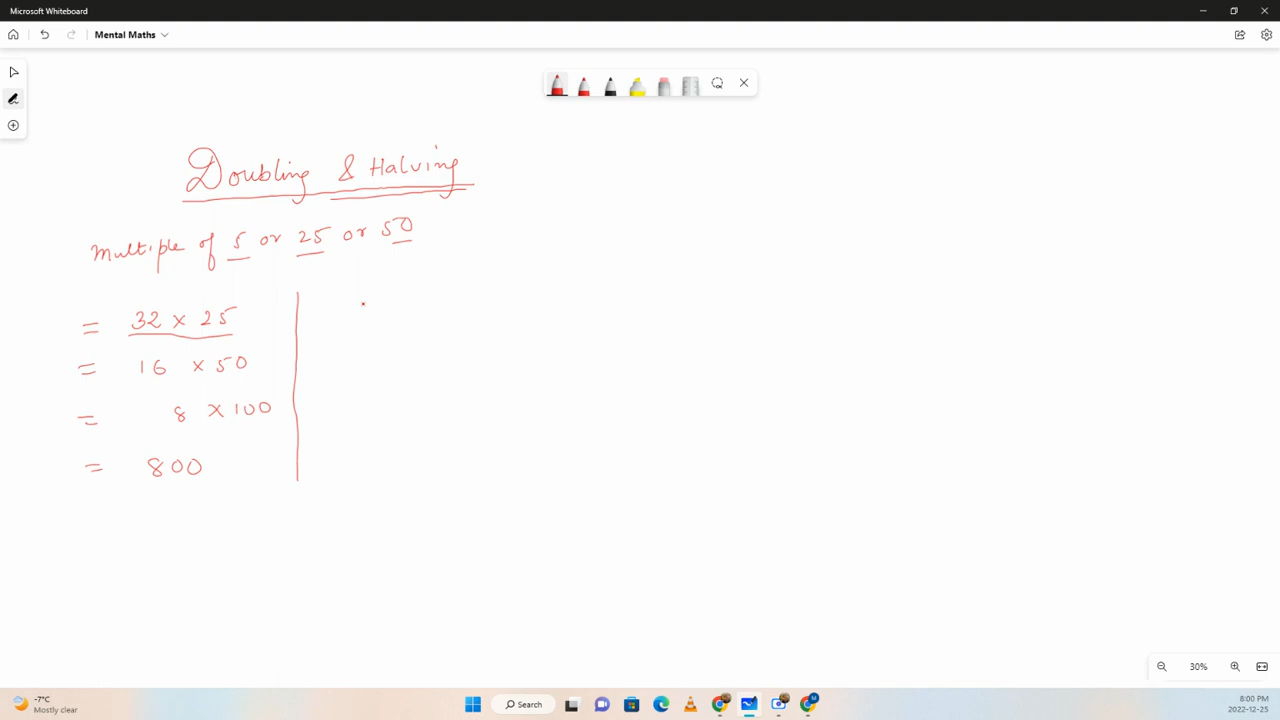 Microsoft Whiteboard
Mental Maths
Doubling & Halving
Multiple of 5 or 25 or 50
= 32 x 25
= 16 x 50
= 8 x 100
= 800
30%
-7°C
Mostly clear
Search
8:00 PM
2022-12-25